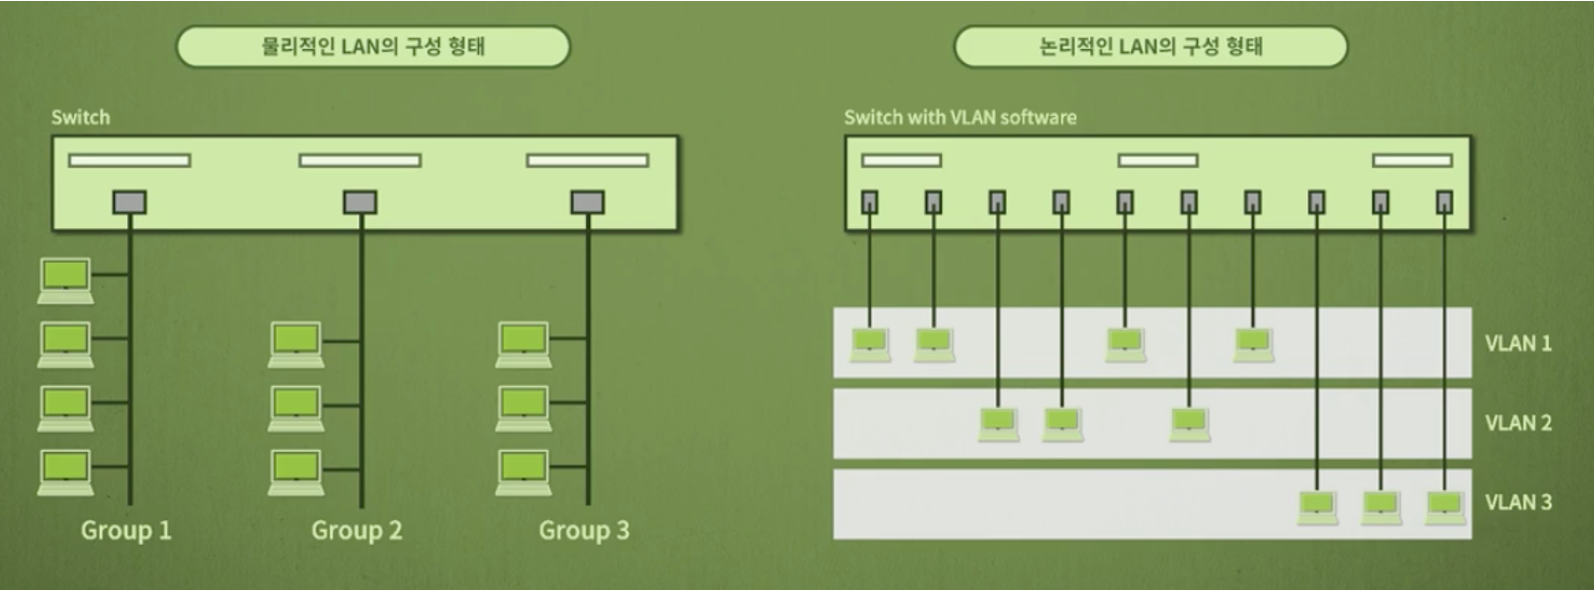 물리적인 LAN의 구성 형태
Switch
Group 1
Group 2
Group 3
논리적인 LAN의 구성 형태
Switch with VLAN software
VLAN 1
VLAN 2
VLAN 3